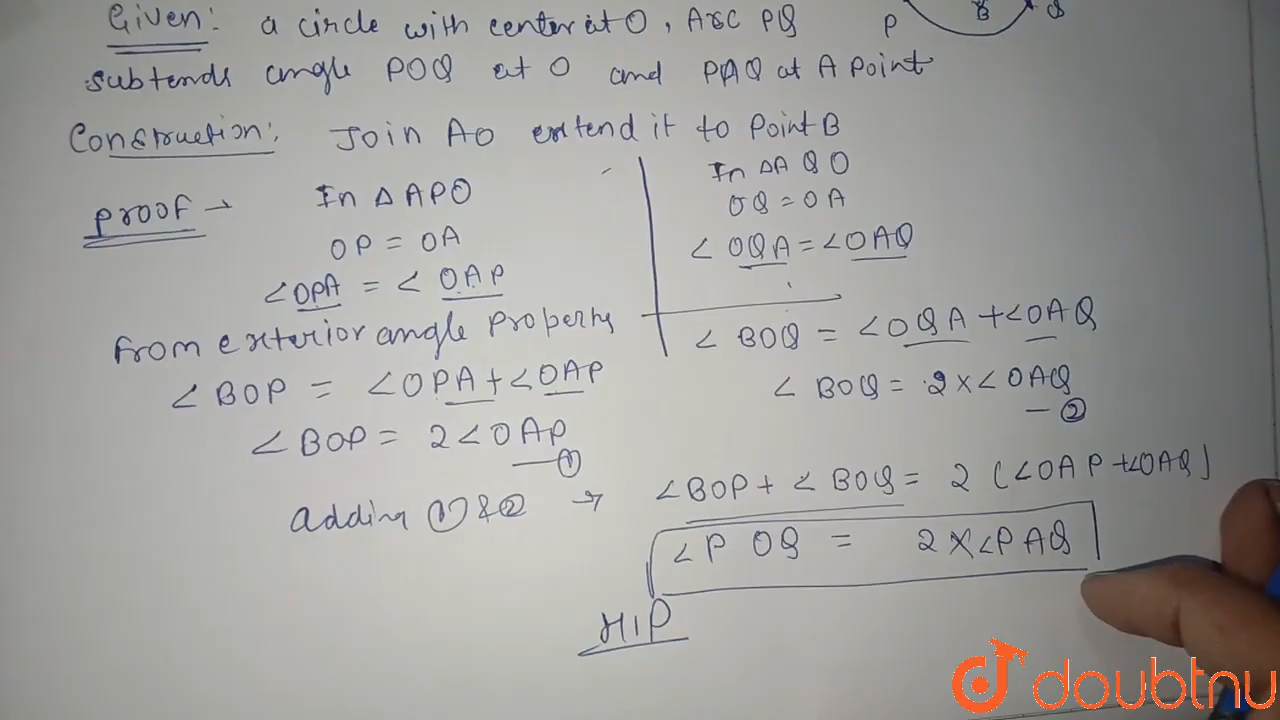 Given: a circle with center at O, Arc PQ
P B Q
subtends angle POQ at O and PAQ at A point
Construction: Join AO extend it to point B
Proof → In △APO
OP = OA
∠OPA = ∠OAP
From exterior angle property
∠BOP = ∠OPA + ∠OAP
∠BOP = 2∠OAP
— ①
In △AQO
OQ = OA
∠OQA = ∠OAQ
∠BOQ = ∠OQA + ∠OAQ
∠BOQ = 2×∠OAQ
— ②
adding ① & ② → ∠BOP + ∠BOQ = 2 (∠OAP + ∠OAQ)
∠POQ = 2×∠PAQ
HIP
doubtnut